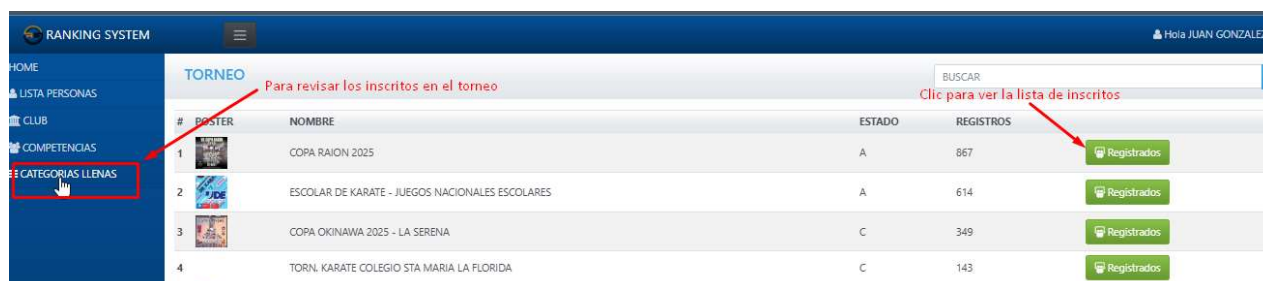 RANKING SYSTEM
Hola JUAN GONZALEZ
HOME
LISTA PERSONAS
CLUB
COMPETENCIAS
CATEGORIAS LLENAS
TORNEO
Para revisar los inscritos en el torneo
BUSCAR
Clic para ver la lista de inscritos
# POSTER NOMBRE ESTADO REGISTROS
1 COPA RAION 2025 A 867 Registrados
2 ESCOLAR DE KARATE - JUEGOS NACIONALES ESCOLARES A 614 Registrados
3 COPA OKINAWA 2025 - LA SERENA C 349 Registrados
4 TORN. KARATE COLEGIO STA MARIA LA FLORIDA C 143 Registrados